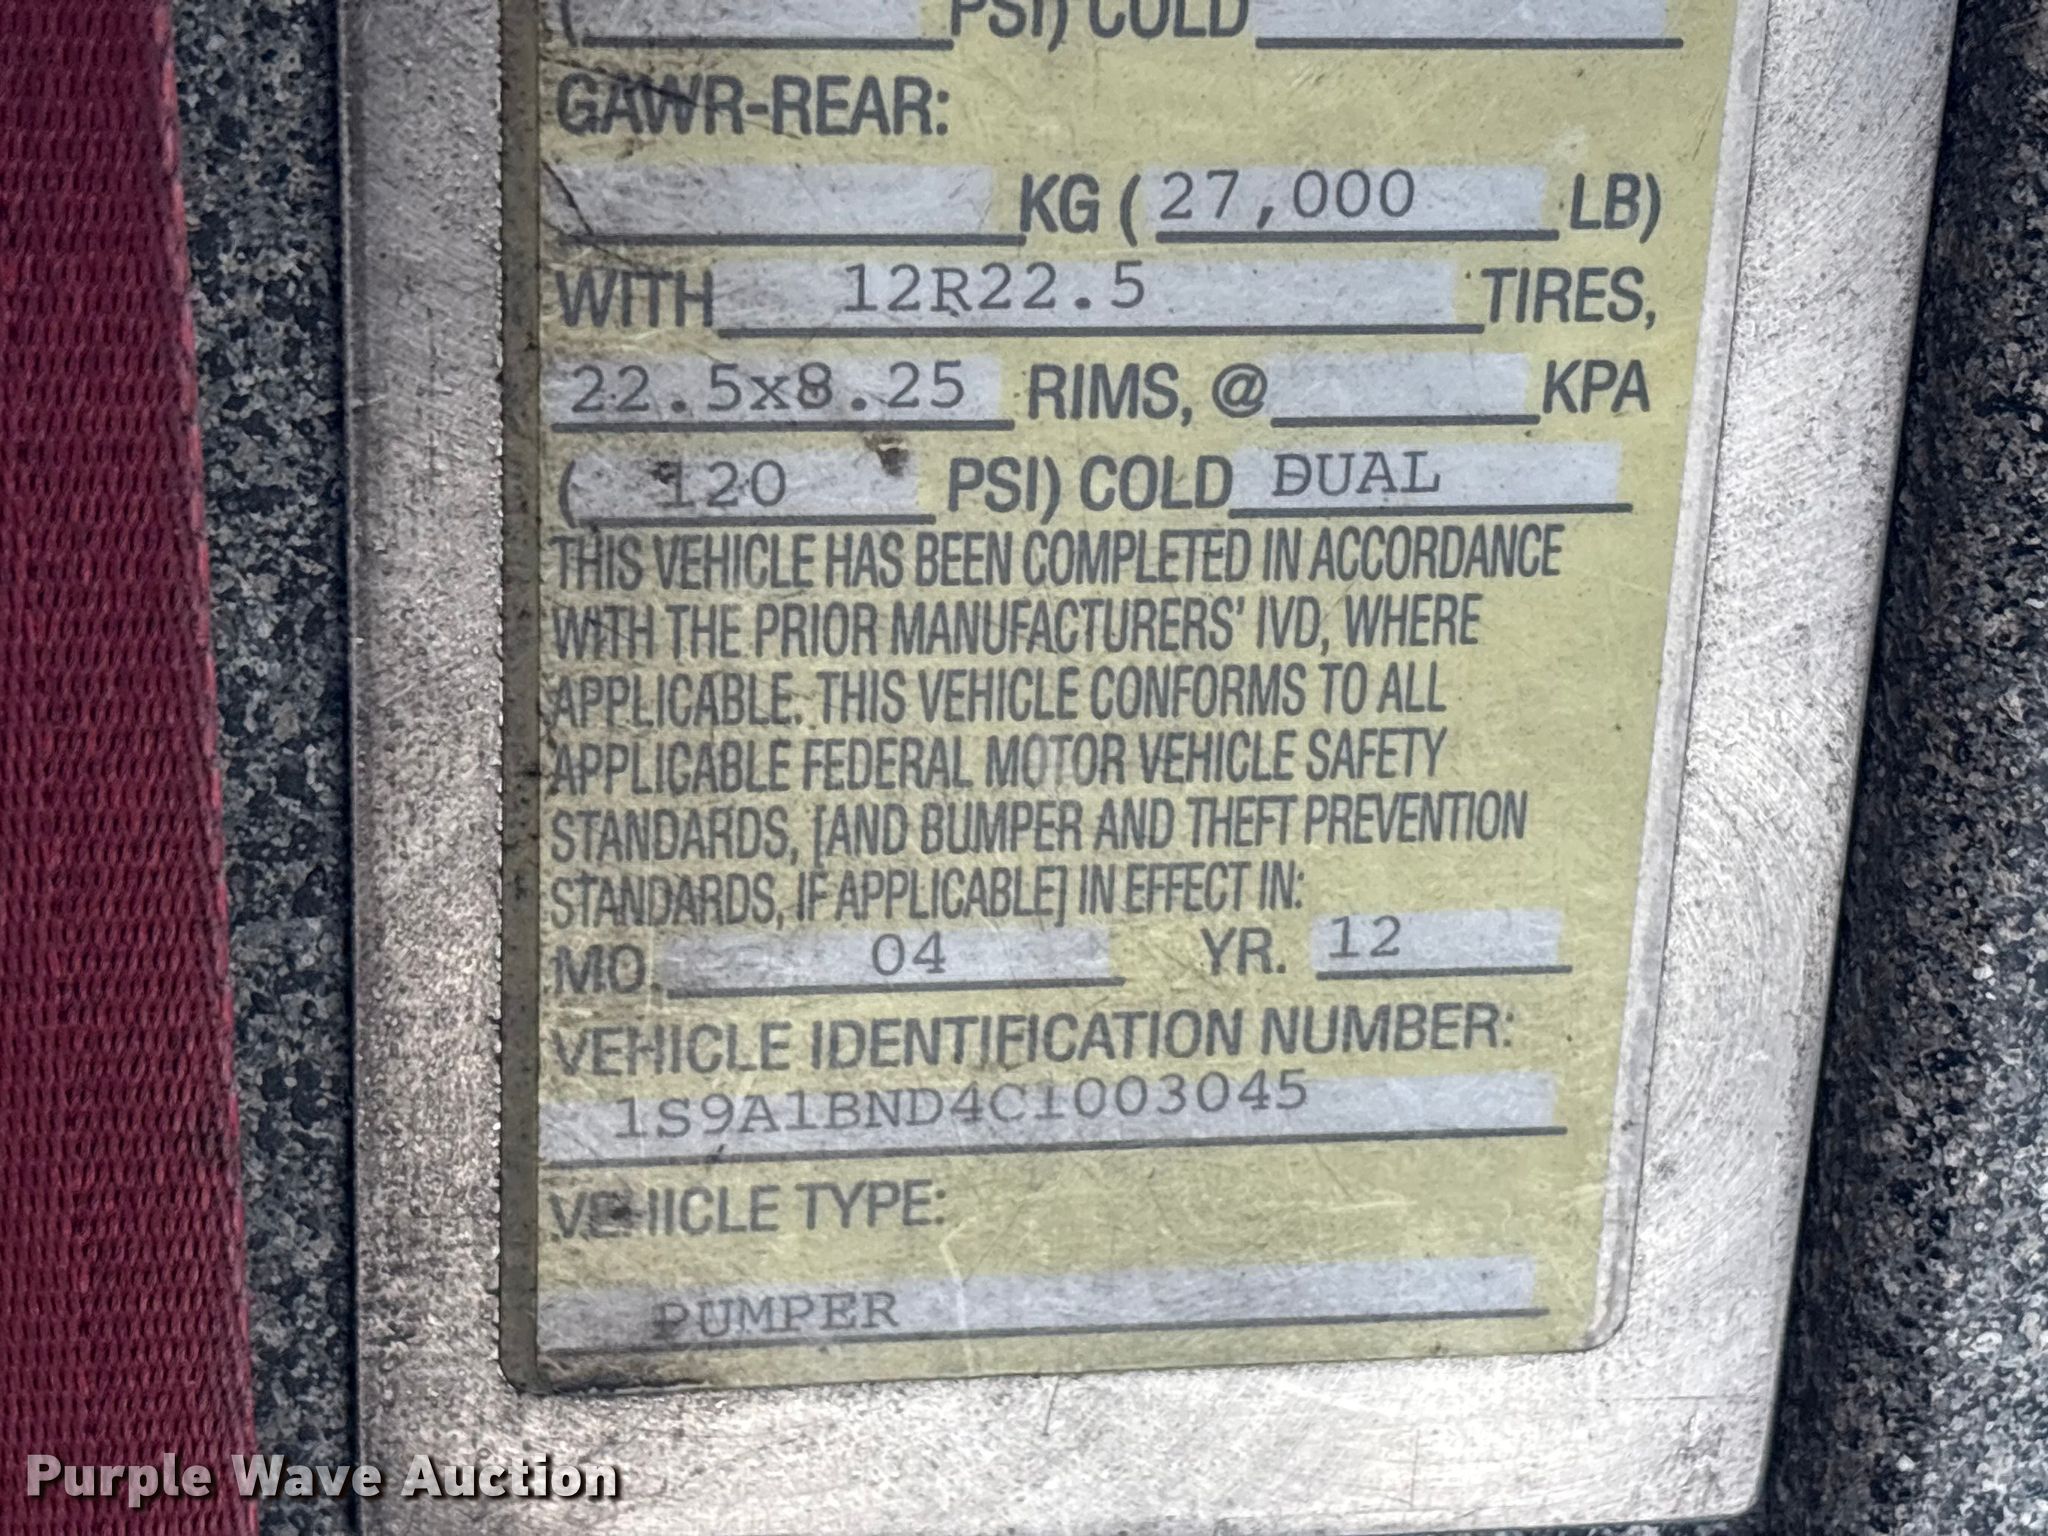 ( PSI) COLD
GAWR-REAR:
KG ( 27,000 LB)
WITH 12R22.5 TIRES,
22.5x8.25 RIMS, @ KPA
( 120 PSI) COLD DUAL
THIS VEHICLE HAS BEEN COMPLETED IN ACCORDANCE
WITH THE PRIOR MANUFACTURERS' IVD, WHERE
APPLICABLE. THIS VEHICLE CONFORMS TO ALL
APPLICABLE FEDERAL MOTOR VEHICLE SAFETY
STANDARDS, [AND BUMPER AND THEFT PREVENTION
STANDARDS, IF APPLICABLE] IN EFFECT IN:
MO. 04 YR. 12
VEHICLE IDENTIFICATION NUMBER:
1S9A1BND4C1003045
VEHICLE TYPE:
PUMPER
Purple Wave Auction